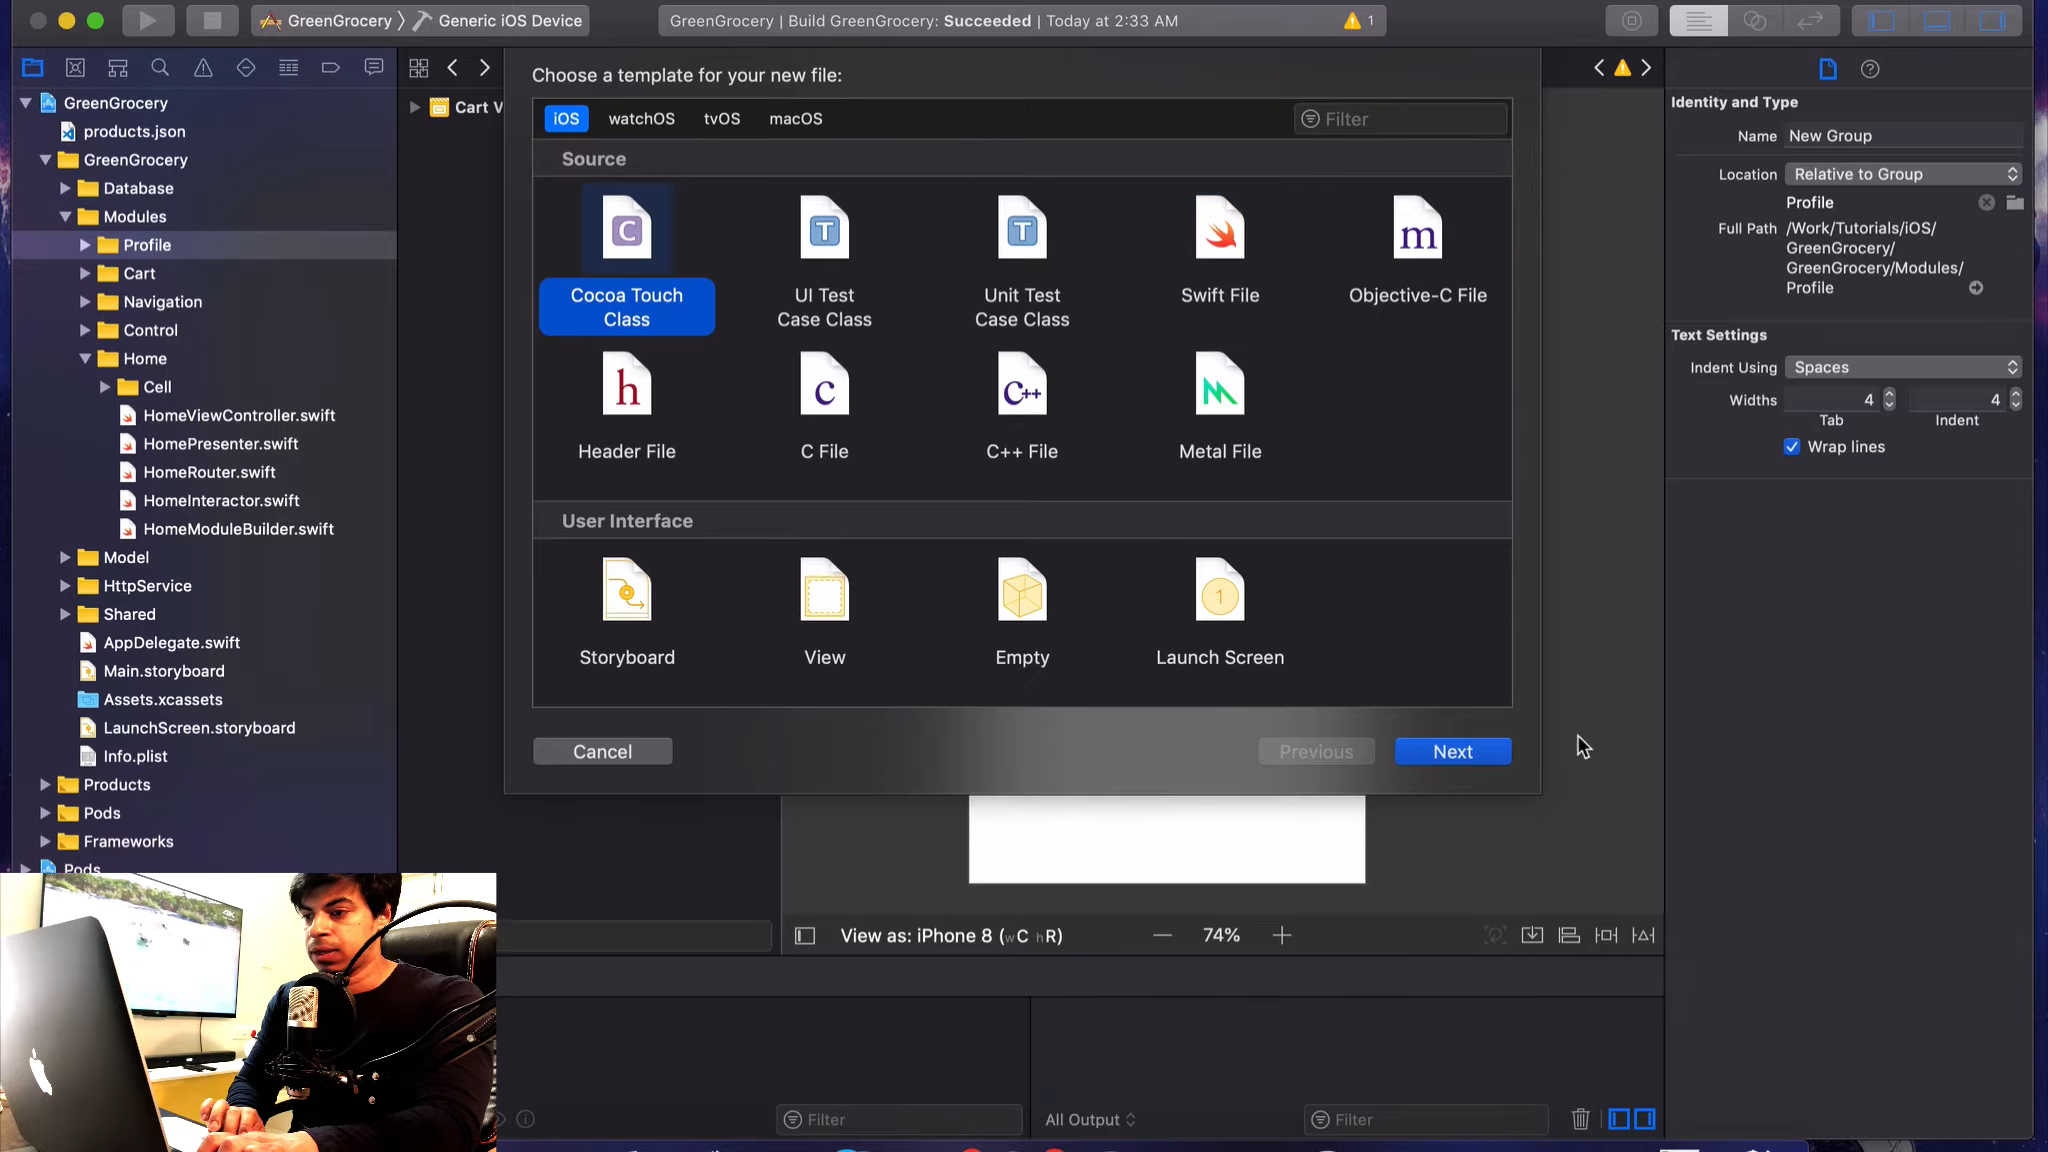 GreenGrocery
Generic iOS Device
GreenGrocery | Build GreenGrocery: Succeeded | Today at 2:33 AM
1
Choose a template for your new file:
iOS watchOS tvOS macOS
Filter
Source
C
Cocoa Touch
Class
T
UI Test
Case Class
T
Unit Test
Case Class
Swift File
m
Objective-C File
h
Header File
c
C File
c++
C++ File
Metal File
User Interface
Storyboard
View
Empty
1
Launch Screen
Cancel
Previous
Next
GreenGrocery
products.json
GreenGrocery
Database
Modules
Profile
Cart
Navigation
Control
Home
Cell
HomeViewController.swift
HomePresenter.swift
HomeRouter.swift
HomeInteractor.swift
HomeModuleBuilder.swift
Model
HttpService
Shared
AppDelegate.swift
Main.storyboard
Assets.xcassets
LaunchScreen.storyboard
Info.plist
Products
Pods
Frameworks
Pods
Cart V
Identity and Type
Name New Group
Location Relative to Group
Profile
Full Path /Work/Tutorials/iOS/
GreenGrocery/
GreenGrocery/Modules/
Profile
Text Settings
Indent Using Spaces
Widths 4 4
Tab Indent
Wrap lines
View as: iPhone 8 (wC hR)
74%
Filter
All Output
Filter